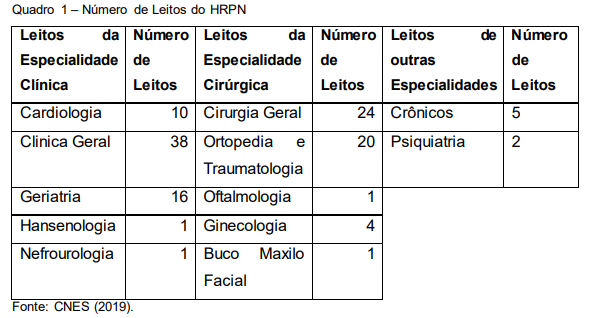 Quadro 1 – Número de Leitos do HRPN
Leitos da Número Leitos da Número Leitos de Número
Especialidade de Especialidade de outras de
Clínica Leitos Cirúrgica Leitos Especialidades Leitos
Cardiologia 10 Cirurgia Geral 24 Crônicos 5
Clinica Geral 38 Ortopedia e 20 Psiquiatria 2
Traumatologia
Geriatria 16 Oftalmologia 1
Hansenologia 1 Ginecologia 4
Nefrourologia 1 Buco Maxilo 1
Facial
Fonte: CNES (2019).